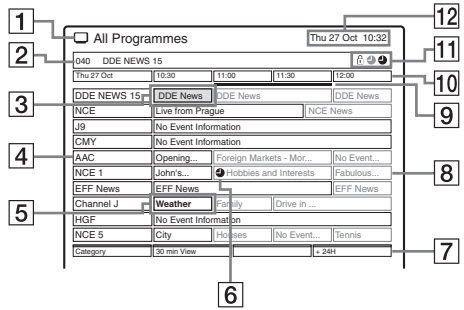 1 All Programmes Thu 27 Oct 10:32 12
2 040 DDE NEWS 15 11
Thu 27 Oct 10:30 11:00 11:30 12:00 10
3 DDE NEWS 15 DDE News DDE News DDE News 9
NCE Live from Prague NCE News
J9 No Event Information
CMY No Event Information
4 AAC Opening... Foreign Markets - Mor... No Event...
NCE 1 John's... Hobbies and Interests Fabulous... 8
EFF News EFF News EFF News
5 Channel J Weather Family Drive in ...
HGF No Event Information
NCE 5 City Houses No Event... Tennis
Category 30 min View + 24H 7
6